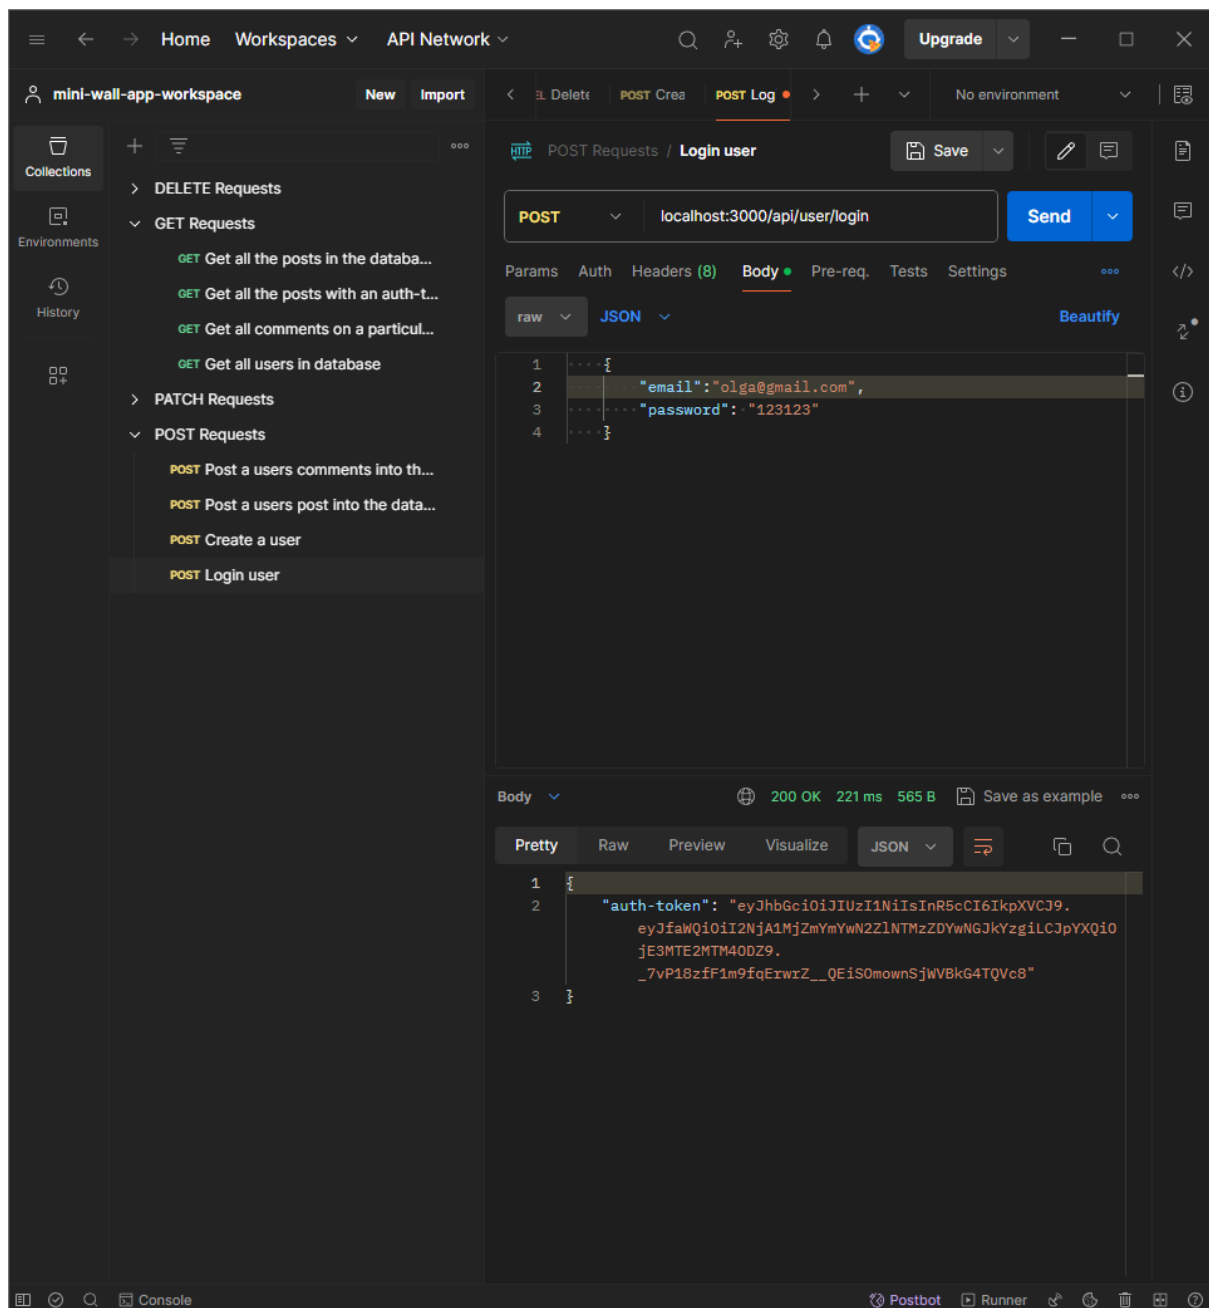 Home Workspaces API Network Upgrade
mini-wall-app-workspace New Import
Delete POST Crea POST Log No environment
Collections
Environments
History
DELETE Requests
GET Requests
GET Get all the posts in the databa...
GET Get all the posts with an auth-t...
GET Get all comments on a particul...
GET Get all users in database
PATCH Requests
POST Requests
POST Post a users comments into th...
POST Post a users post into the data...
POST Create a user
POST Login user
HTTP POST Requests / Login user Save
POST localhost:3000/api/user/login Send
Params Auth Headers (8) Body Pre-req. Tests Settings
raw JSON Beautify
1 {
2 "email":"olga@gmail.com",
3 "password": "123123"
4 }
Body 200 OK 221 ms 565 B Save as example
Pretty Raw Preview Visualize JSON
1 {
2 "auth-token": "eyJhbGciOiJIUzI1NiIsInR5cCI6IkpXVCJ9.
eyJfaWQiOiI2NjA1MjZmYmYwN2ZlNTMzZDYwNGJkYzgiLCJpYXQiO
jE3MTE2MTM4ODZ9.
_7vP18zfF1m9fqErwrZ__QEiSOmownSjWVBkG4TQVc8"
3 }
Console Postbot Runner